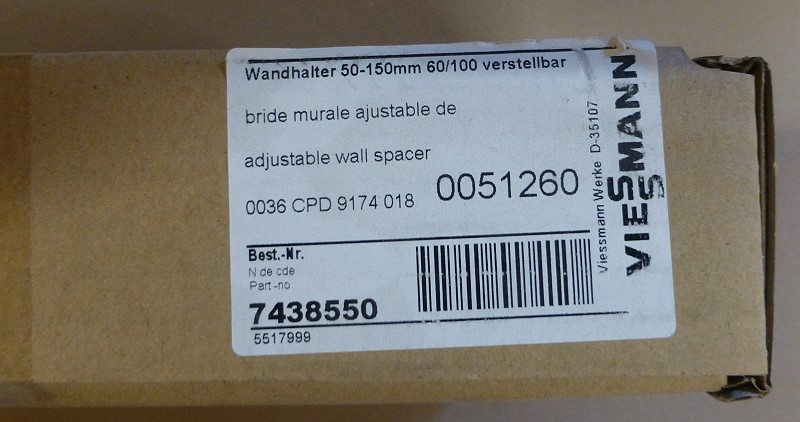 Wandhalter 50-150mm 60/100 verstellbar
bride murale ajustable de
adjustable wall spacer
0036 CPD 9174 018 0051260
Best.-Nr.
N de cde
Part-no
7438550
5517999
Viessmann Werke D-35107
VIESSMANN